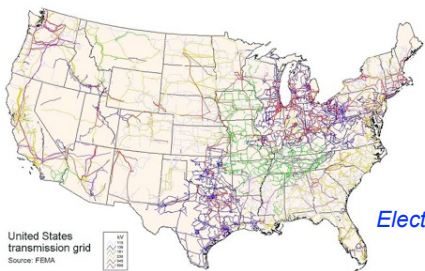 Elect
United States
transmission grid
Source: FEMA
kV